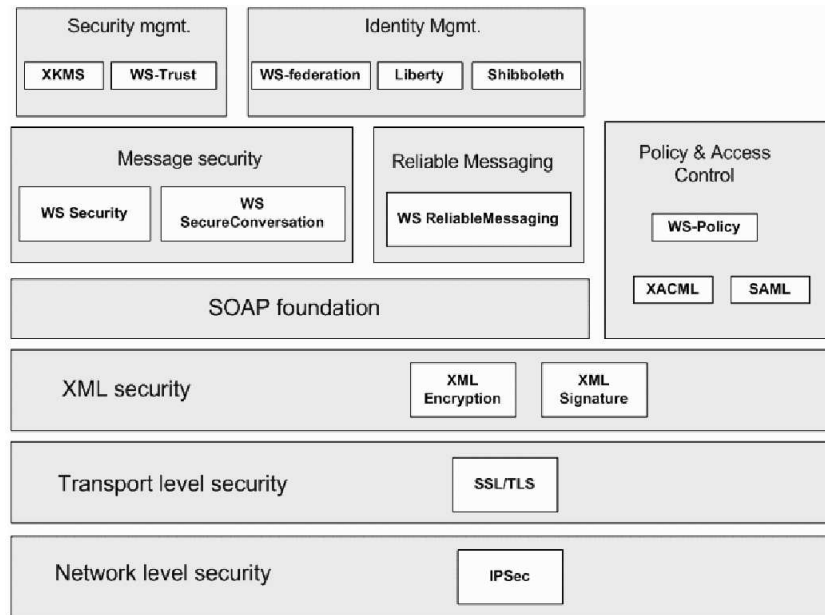 Security mgmt.
XKMS
WS-Trust
Identity Mgmt.
WS-federation
Liberty
Shibboleth
Message security
WS Security
WS
SecureConversation
Reliable Messaging
WS ReliableMessaging
Policy & Access
Control
WS-Policy
XACML
SAML
SOAP foundation
XML security
XML
Encryption
XML
Signature
Transport level security
SSL/TLS
Network level security
IPSec